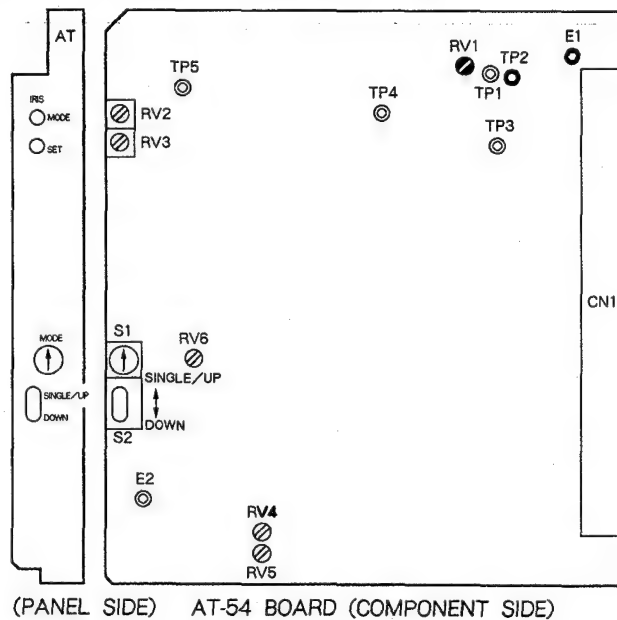 AT
E1
RV1
TP2
TP5
TP1
TP4
IRIS
MODE
RV2
SET
RV3
TP3
CN1
MODE
S1
RV6
SINGLE/UP
SINGLE/UP
DOWN
DOWN
S2
E2
RV4
RV5
(PANEL SIDE)
AT-54 BOARD (COMPONENT SIDE)